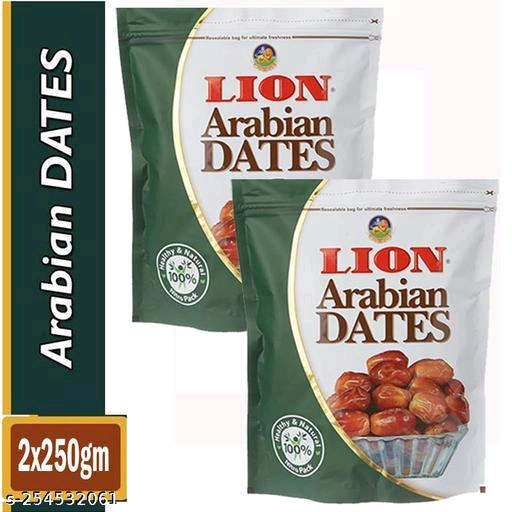 Arabian DATES
Resealable bag for ultimate freshness
LION®
Arabian
DATES
Healthy & Natural
100%
Resealable bag for ultimate freshness
LION®
Arabian
DATES
Healthy & Natural
100%
2x250gm
s-254532061